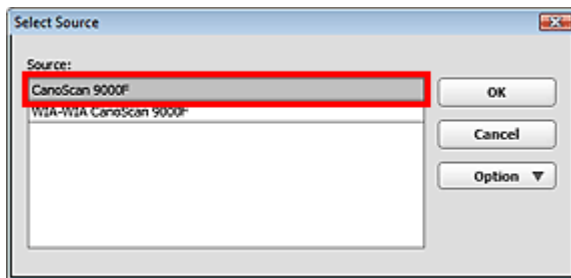 Select Source
Source:
CanoScan 9000F
WIA-WIA CanoScan 9000F
OK
Cancel
Option